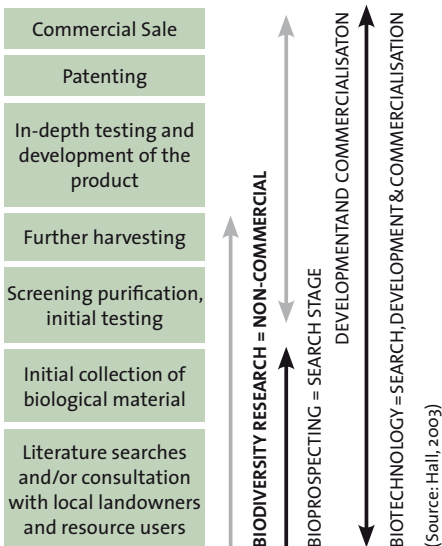 Commercial Sale
Patenting
In-depth testing and
development of the
product
Further harvesting
Screening purification,
initial testing
Initial collection of
biological material
Literature searches
and/or consultation
with local landowners
and resource users
BIODIVERSITY RESEARCH = NON-COMMERCIAL
BIOPROSPECTING = SEARCH STAGE
DEVELOPMENTAND COMMERCIALISATON
BIOTECHNOLOGY = SEARCH, DEVELOPMENT & COMMERCIALISATION
(Source: Hall, 2003)